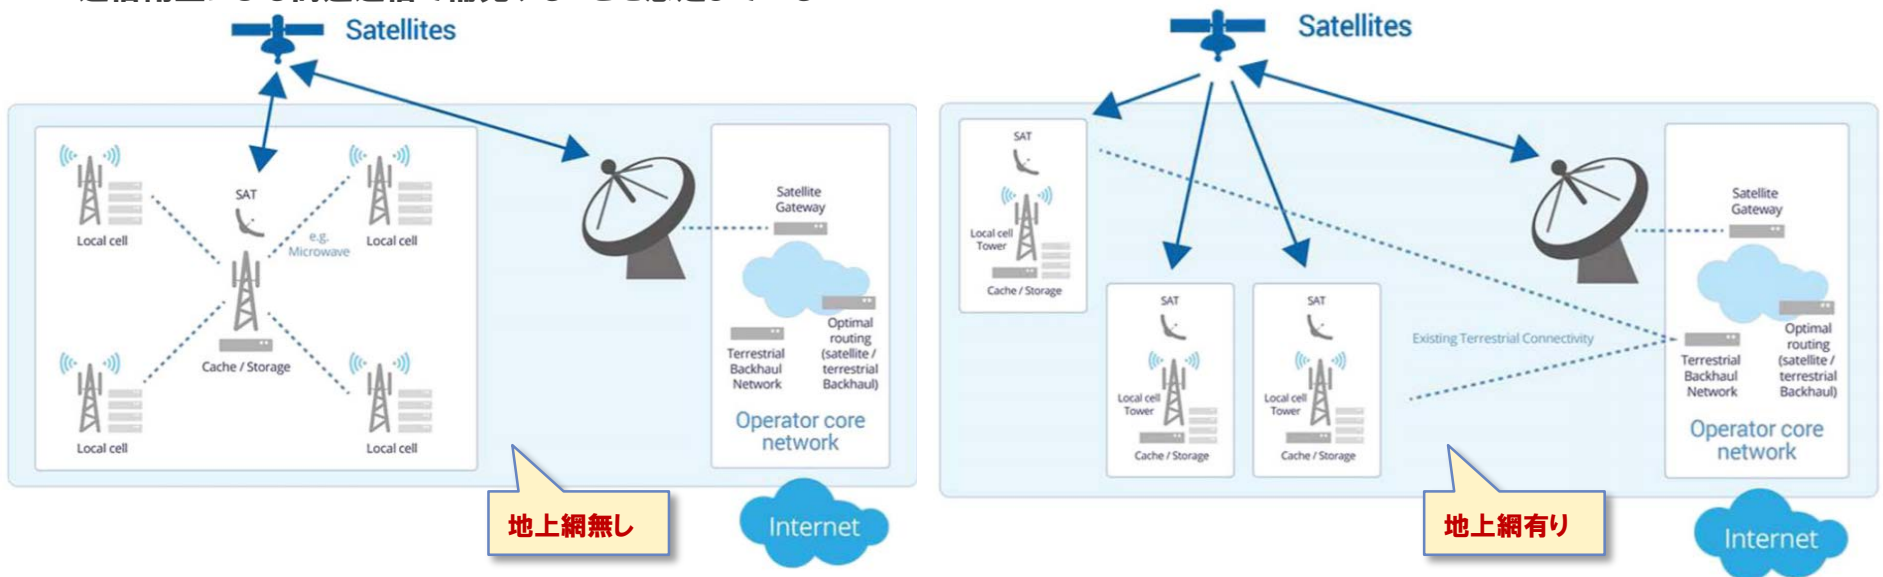 Satellites
SAT
e.g.
Microwave
Local cell
Local cell
Cache / Storage
Local cell
Local cell
Satellite
Gateway
Terrestrial
Backhaul
Network
Optimal
routing
(satellite /
terrestrial
Backhaul)
Operator core
network
地上網無し
Internet
Satellites
SAT
Local cell
Tower
Cache / Storage
SAT
Local cell
Tower
Cache / Storage
SAT
Local cell
Tower
Cache / Storage
Existing Terrestrial Connectivity
Satellite
Gateway
Terrestrial
Backhaul
Network
Optimal
routing
(satellite /
terrestrial
Backhaul)
Operator core
network
地上網有り
Internet